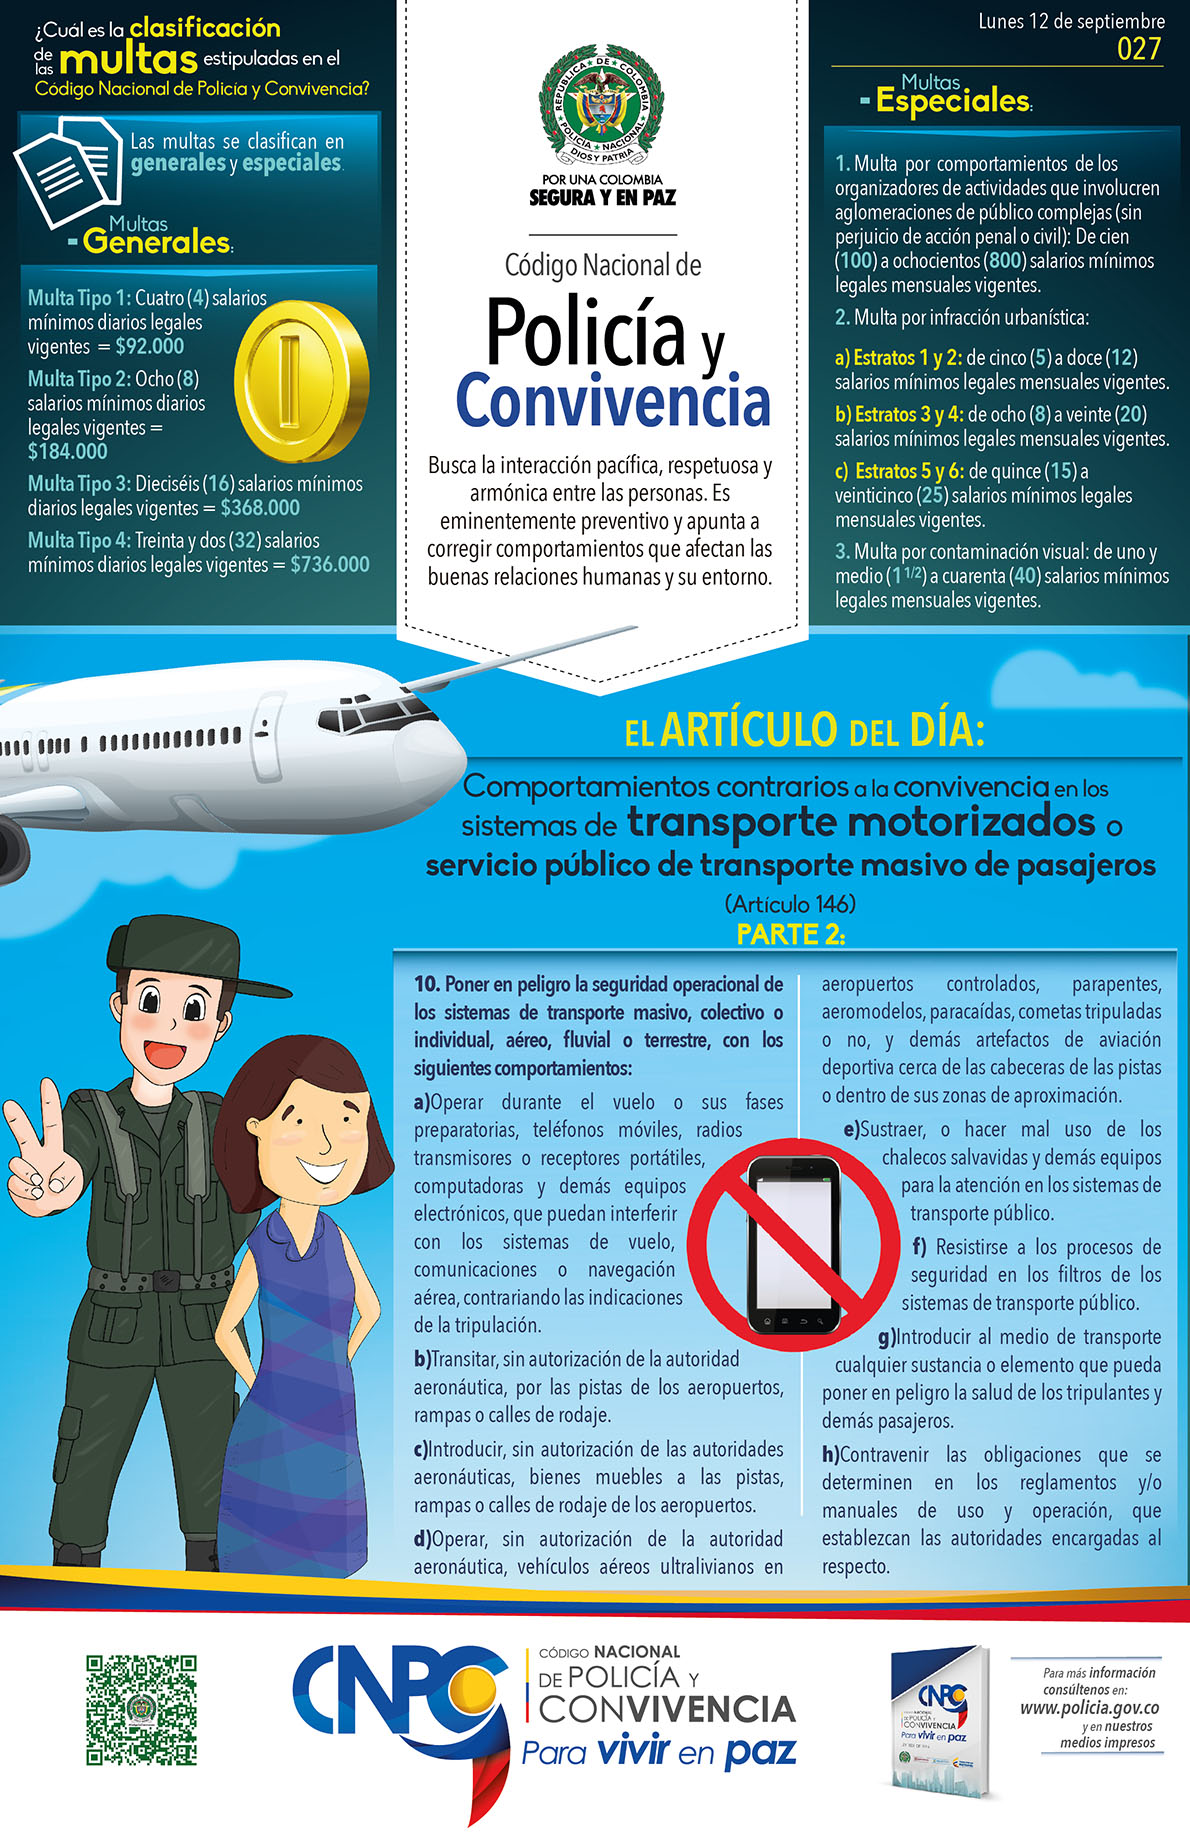 ¿Cuál es la clasificación
de las multas estipuladas en el
Código Nacional de Policía y Convivencia?
Las multas se clasifican en
generales y especiales.
Multas
- Generales:
Multa Tipo 1: Cuatro (4) salarios
mínimos diarios legales
vigentes = $92.000
Multa Tipo 2: Ocho (8)
salarios mínimos diarios
legales vigentes =
$184.000
Multa Tipo 3: Dieciséis (16) salarios mínimos
diarios legales vigentes = $368.000
Multa Tipo 4: Treinta y dos (32) salarios
mínimos diarios legales vigentes = $736.000
REPÚBLICA DE COLOMBIA
POLICÍA NACIONAL
DIOS Y PATRIA
POR UNA COLOMBIA
SEGURA Y EN PAZ
Código Nacional de
Policía y
Convivencia
Busca la interacción pacífica, respetuosa y
armónica entre las personas. Es
eminentemente preventivo y apunta a
corregir comportamientos que afectan las
buenas relaciones humanas y su entorno.
Lunes 12 de septiembre
027
Multas
- Especiales:
1. Multa por comportamientos de los
organizadores de actividades que involucren
aglomeraciones de público complejas (sin
perjuicio de acción penal o civil): De cien
(100) a ochocientos (800) salarios mínimos
legales mensuales vigentes.
2. Multa por infracción urbanística:
a) Estratos 1 y 2: de cinco (5) a doce (12)
salarios mínimos legales mensuales vigentes.
b) Estratos 3 y 4: de ocho (8) a veinte (20)
salarios mínimos legales mensuales vigentes.
c) Estratos 5 y 6: de quince (15) a
veinticinco (25) salarios mínimos legales
mensuales vigentes.
3. Multa por contaminación visual: de uno y
medio (1 1/2) a cuarenta (40) salarios mínimos
legales mensuales vigentes.
EL ARTÍCULO DEL DÍA:
Comportamientos contrarios a la convivencia en los
sistemas de transporte motorizados o
servicio público de transporte masivo de pasajeros
(Artículo 146)
PARTE 2:
10. Poner en peligro la seguridad operacional de
los sistemas de transporte masivo, colectivo o
individual, aéreo, fluvial o terrestre, con los
siguientes comportamientos:
a)Operar durante el vuelo o sus fases
preparatorias, teléfonos móviles, radios
transmisores o receptores portátiles,
computadoras y demás equipos
electrónicos, que puedan interferir
con los sistemas de vuelo,
comunicaciones o navegación
aérea, contrariando las indicaciones
de la tripulación.
b)Transitar, sin autorización de la autoridad
aeronáutica, por las pistas de los aeropuertos,
rampas o calles de rodaje.
c)Introducir, sin autorización de las autoridades
aeronáuticas, bienes muebles a las pistas,
rampas o calles de rodaje de los aeropuertos.
d)Operar, sin autorización de la autoridad
aeronáutica, vehículos aéreos ultralivianos en
aeropuertos controlados, parapentes,
aeromodelos, paracaídas, cometas tripuladas
o no, y demás artefactos de aviación
deportiva cerca de las cabeceras de las pistas
o dentro de sus zonas de aproximación.
e)Sustraer, o hacer mal uso de los
chalecos salvavidas y demás equipos
para la atención en los sistemas de
transporte público.
f) Resistirse a los procesos de
seguridad en los filtros de los
sistemas de transporte público.
g)Introducir al medio de transporte
cualquier sustancia o elemento que pueda
poner en peligro la salud de los tripulantes y
demás pasajeros.
h)Contravenir las obligaciones que se
determinen en los reglamentos y/o
manuales de uso y operación, que
establezcan las autoridades encargadas al
respecto.
CNPC
CÓDIGO NACIONAL
DE POLICÍA Y
CONVIVENCIA
Para vivir en paz
CNPC
DE POLICÍA Y
CONVIVENCIA
Para vivir en paz
Para más información
consúltenos en:
www.policia.gov.co
y en nuestros
medios impresos